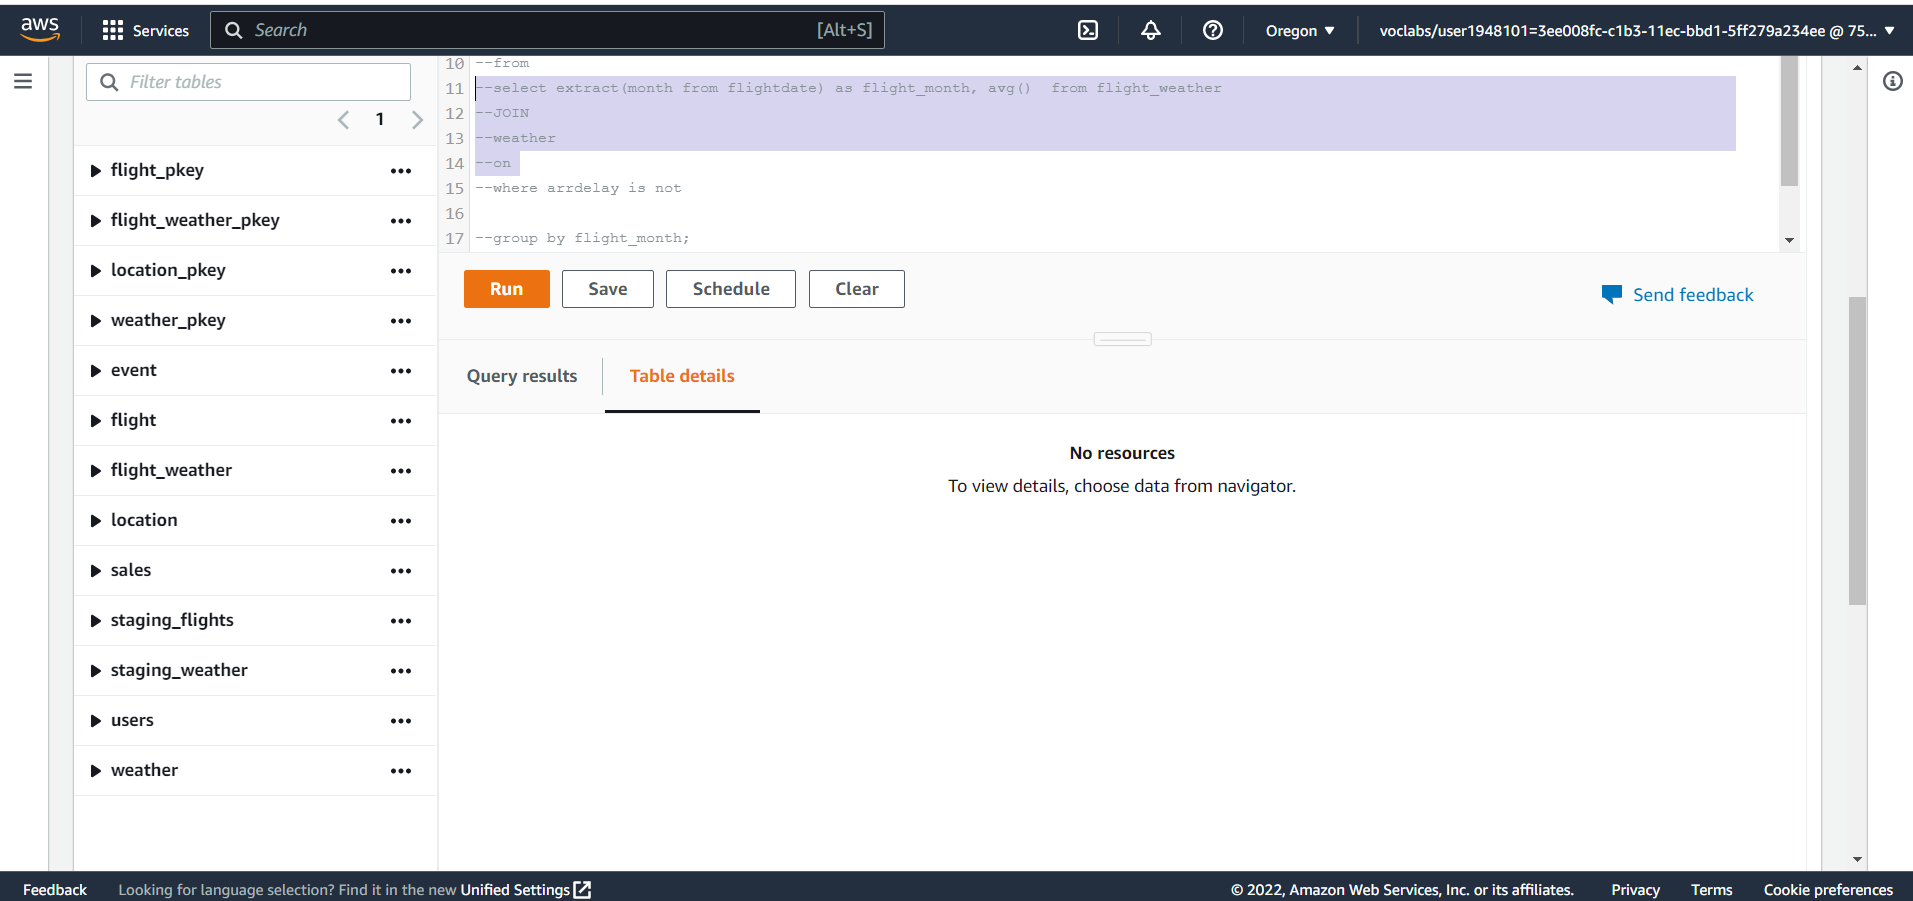 aws
Services
Search
[Alt+S]
Oregon
voclabs/user1948101=3ee008fc-c1b3-11ec-bbd1-5ff279a234ee @ 75...
Filter tables
1
flight_pkey
flight_weather_pkey
location_pkey
weather_pkey
event
flight
flight_weather
location
sales
staging_flights
staging_weather
users
weather
10 --from
11 --select extract(month from flightdate) as flight_month, avg()  from flight_weather
12 --JOIN
13 --weather
14 --on
15 --where arrdelay is not
16
17 --group by flight_month;
Run
Save
Schedule
Clear
Send feedback
Query results
Table details
No resources
To view details, choose data from navigator.
Feedback
Looking for language selection? Find it in the new Unified Settings
© 2022, Amazon Web Services, Inc. or its affiliates.
Privacy
Terms
Cookie preferences